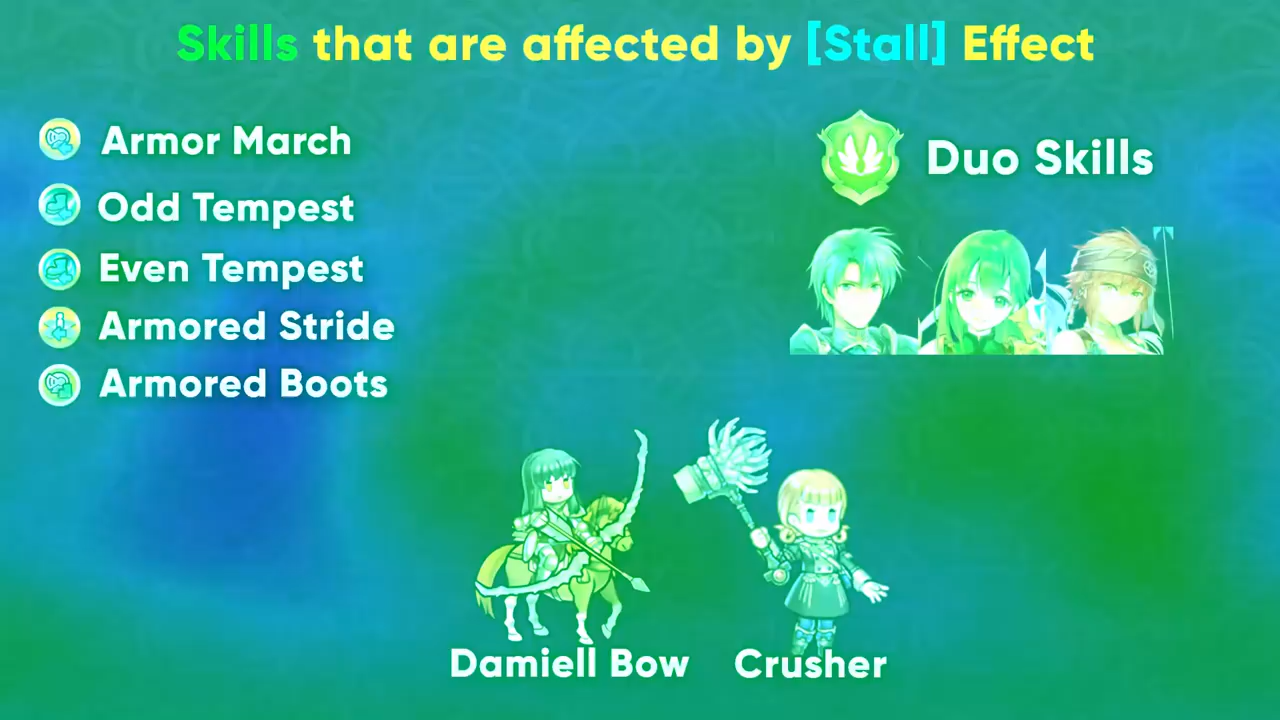 Skills that are affected by [Stall] Effect
Armor March
Odd Tempest
Even Tempest
Armored Stride
Armored Boots
Duo Skills
Damiell Bow
Crusher